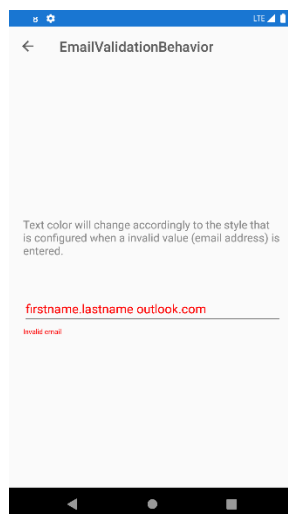 LTE
EmailValidationBehavior
Text color will change accordingly to the style that
is configured when a invalid value (email address) is
entered.
firstname.lastname outlook.com
Invalid email